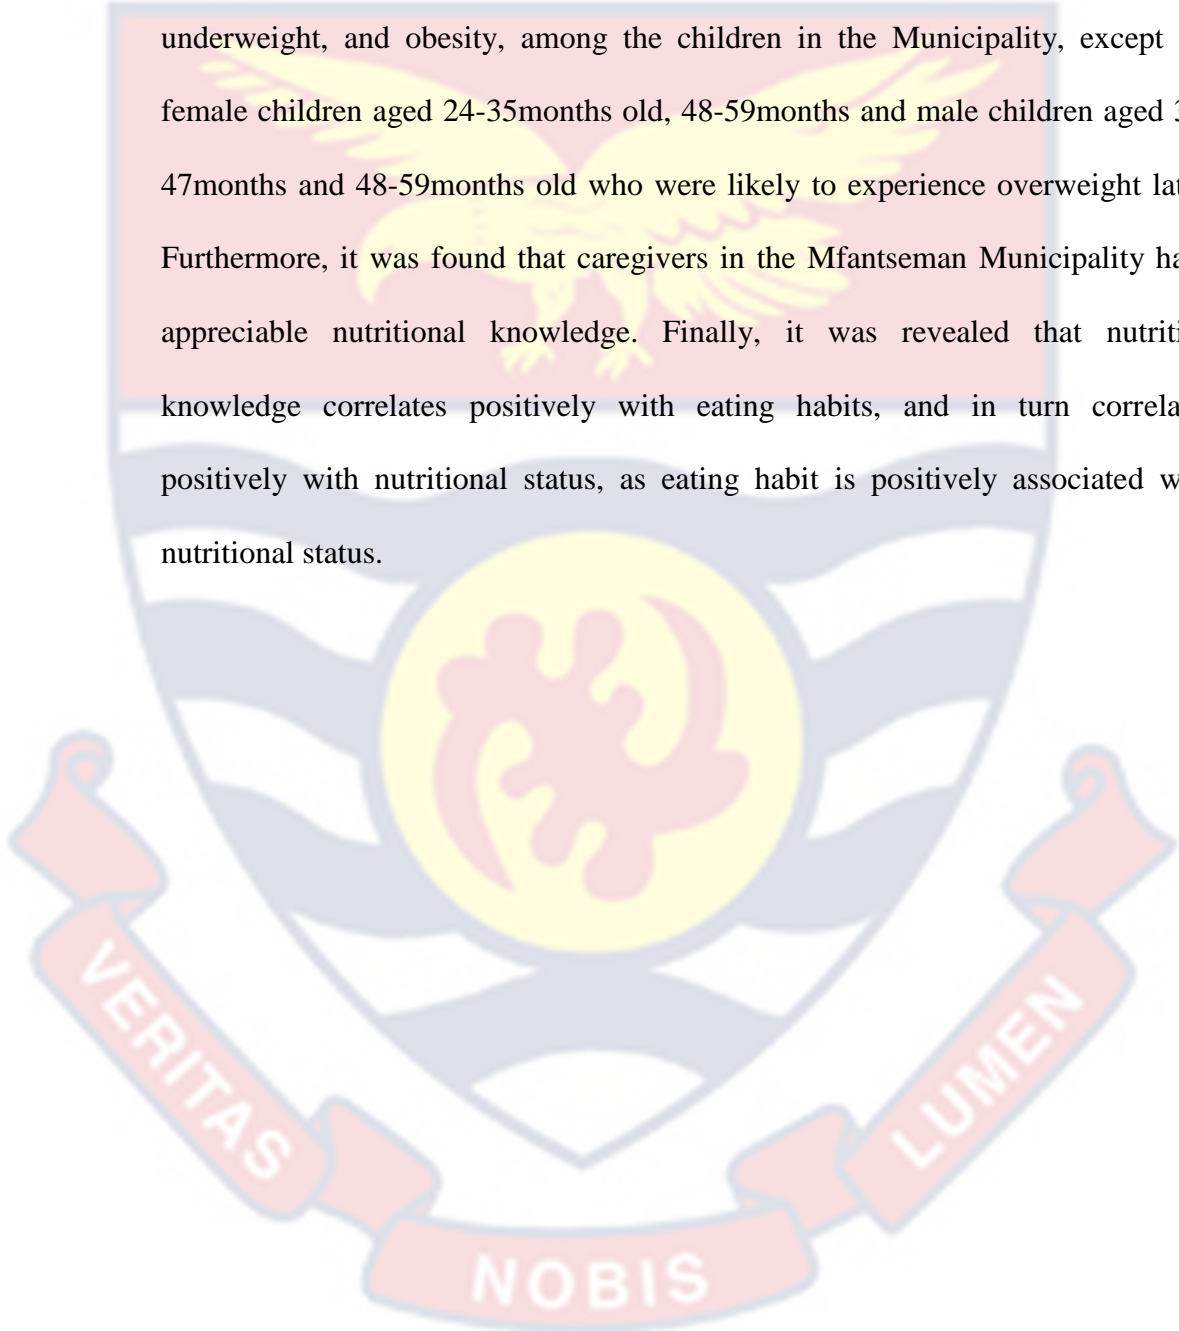 underweight, and obesity, among the children in the Municipality, except
female children aged 24-35months old, 48-59months and male children aged
47months and 48-59months old who were likely to experience overweight
Furthermore, it was found that caregivers in the Mfantseman Municipality
appreciable nutritional knowledge. Finally, it was revealed that
knowledge correlates positively with eating habits, and in turn
positively with nutritional status, as eating habit is positively associated
nutritional status.
VERITAS
NOBIS
LUMEN